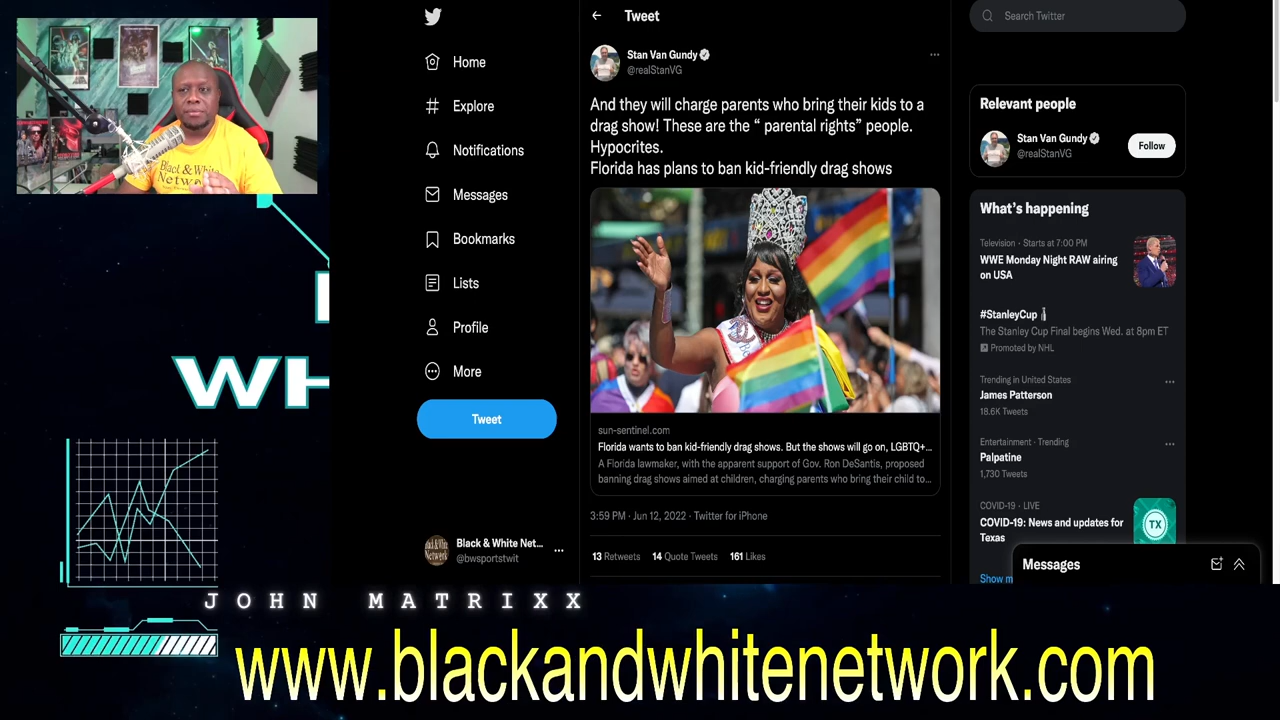 Black & White
Network
WH
JOHN MATRIXX
www.blackandwhitenetwork.com
Home
Explore
Notifications
Messages
Bookmarks
Lists
Profile
More
Tweet
Black & White Net...
@bwsportstwit
Tweet
Stan Van Gundy
@realStanVG
And they will charge parents who bring their kids to a
drag show! These are the “ parental rights” people.
Hypocrites.
Florida has plans to ban kid-friendly drag shows
sun-sentinel.com
Florida wants to ban kid-friendly drag shows. But the shows will go on, LGBTQ+...
A Florida lawmaker, with the apparent support of Gov. Ron DeSantis, proposed
banning drag shows aimed at children, charging parents who bring their child to...
3:59 PM · Jun 12, 2022 · Twitter for iPhone
13 Retweets 14 Quote Tweets 161 Likes
Search Twitter
Relevant people
Stan Van Gundy
@realStanVG
Follow
What’s happening
Television · Starts at 7:00 PM
WWE Monday Night RAW airing
on USA
#StanleyCup
The Stanley Cup Final begins Wed. at 8pm ET
Promoted by NHL
Trending in United States
James Patterson
18.6K Tweets
Entertainment · Trending
Palpatine
1,730 Tweets
COVID-19 · LIVE
COVID-19: News and updates for
Texas
TX
Show m
Messages